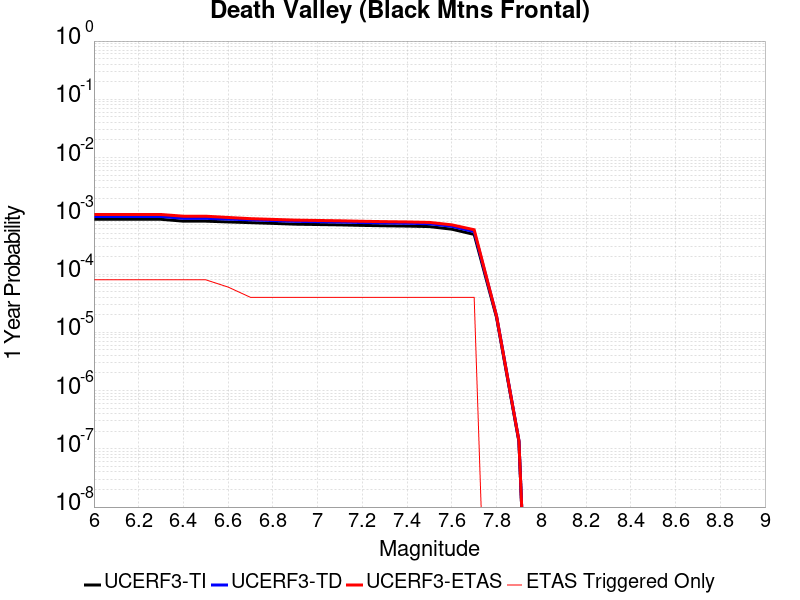 Death Valley (Black Mtns Frontal)
10^0
10^-1
10^-2
10^-3
10^-4
10^-5
10^-6
10^-7
10^-8
1 Year Probability
6 6.2 6.4 6.6 6.8 7 7.2 7.4 7.6 7.8 8 8.2 8.4 8.6 8.8 9
Magnitude
UCERF3-TI UCERF3-TD UCERF3-ETAS ETAS Triggered Only